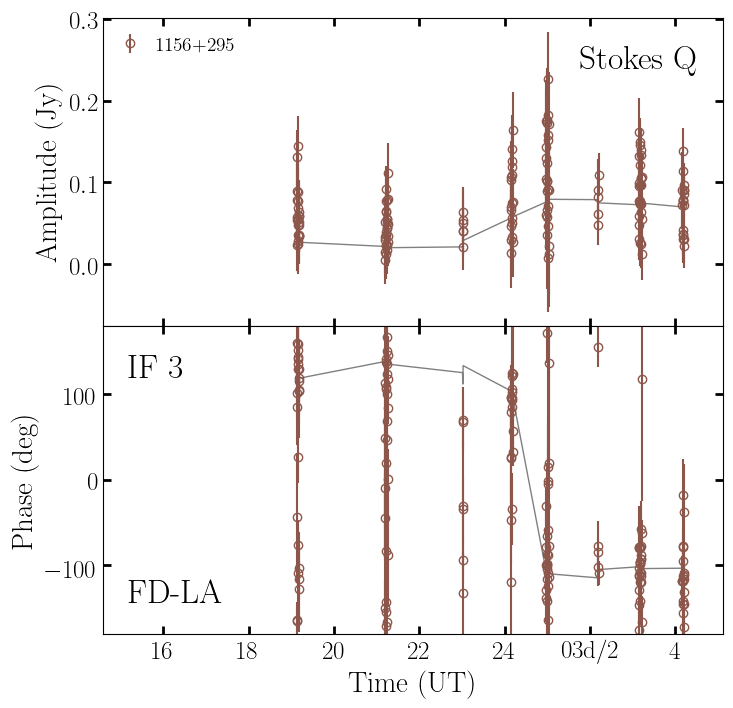 0.3
1156+295
Stokes Q
0.2
0.1
0.0
Amplitude (Jy)
IF 3
100
0
−100
Phase (deg)
FD-LA
16 18 20 22 24 03d/2 4
Time (UT)